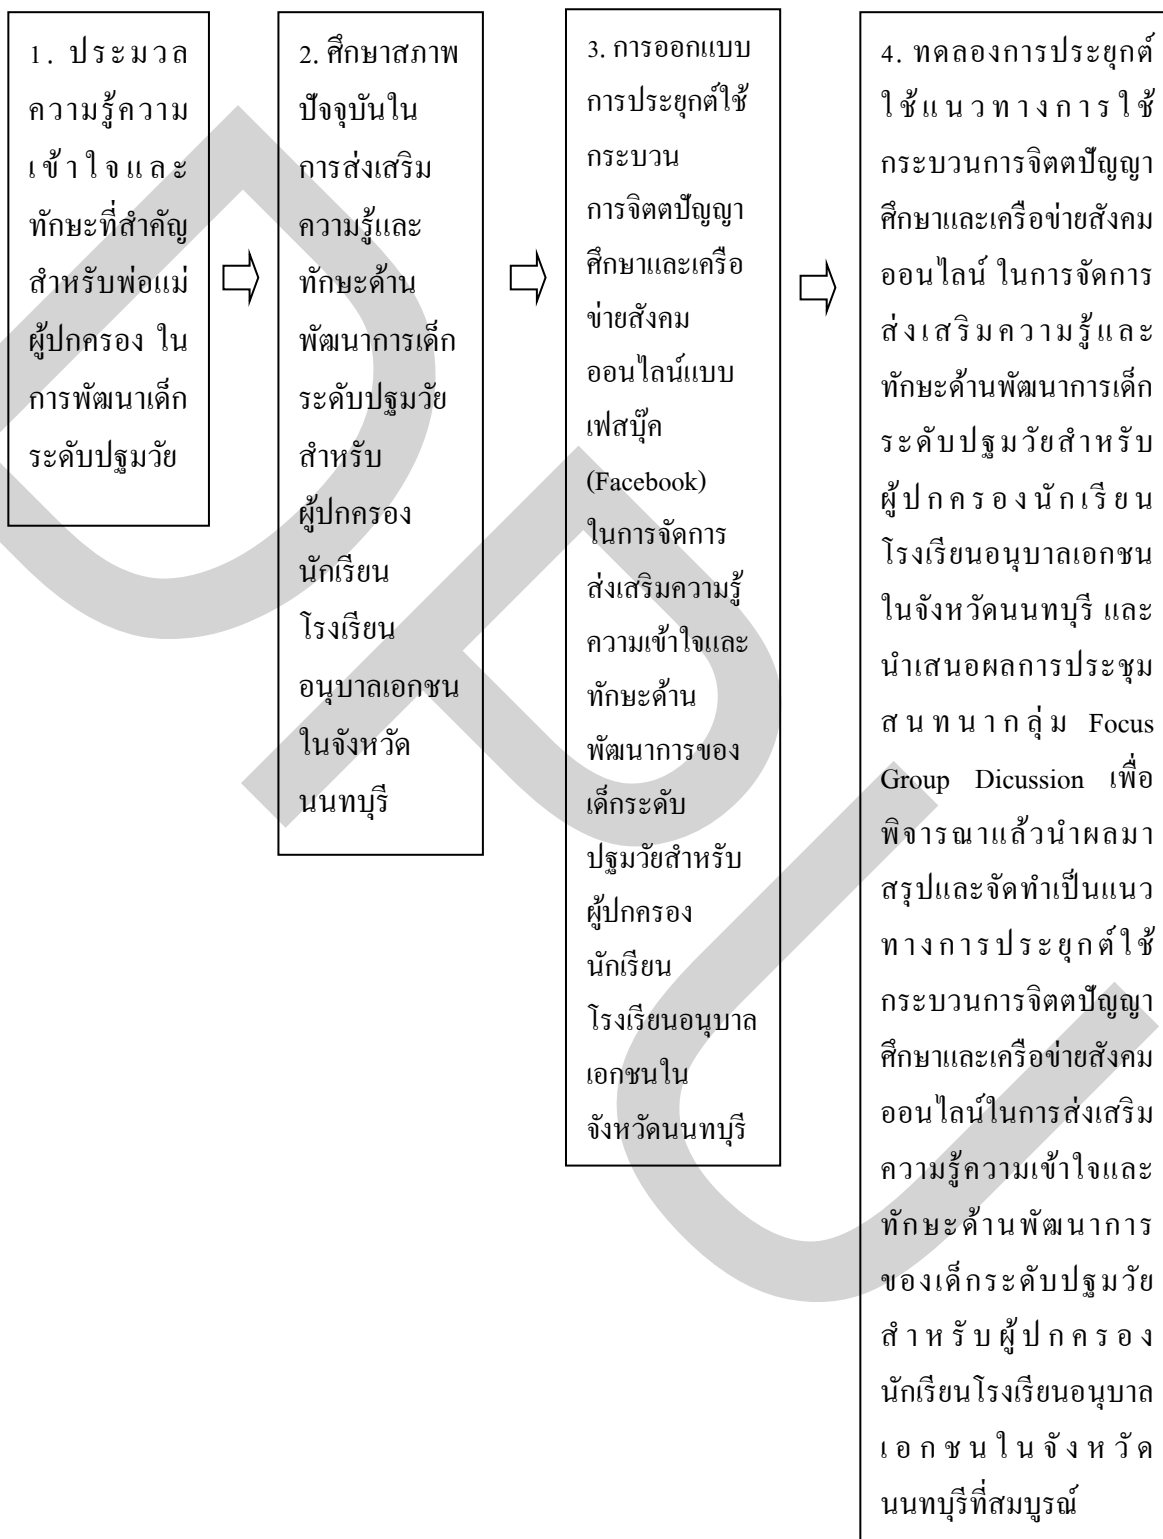 1. ประมวล
ความรู้ความ
เข้าใจและ
ทักษะที่สำคัญ
สำหรับพ่อแม่
ผู้ปกครอง ใน
การพัฒนาเด็ก
ระดับปฐมวัย
2. ศึกษาสภาพ
ปัจจุบันใน
การส่งเสริม
ความรู้และ
ทักษะด้าน
พัฒนาการเด็ก
ระดับปฐมวัย
สำหรับ
ผู้ปกครอง
นักเรียน
โรงเรียน
อนุบาลเอกชน
ในจังหวัด
นนทบุรี
3. การออกแบบ
การประยุกต์ใช้
กระบวน
การจิตตปัญญา
ศึกษาและเครือ
ข่ายสังคม
ออนไลน์แบบ
เฟสบุ๊ค
(Facebook)
ในการจัดการ
ส่งเสริมความรู้
ความเข้าใจและ
ทักษะด้าน
พัฒนาการของ
เด็กระดับ
ปฐมวัยสำหรับ
ผู้ปกครอง
นักเรียน
โรงเรียนอนุบาล
เอกชนใน
จังหวัดนนทบุรี
4. ทดลองการประยุกต์
ใช้แนวทางการใช้
กระบวนการจิตตปัญญา
ศึกษาและเครือข่ายสังคม
ออนไลน์ ในการจัดการ
ส่งเสริมความรู้และ
ทักษะด้านพัฒนาการเด็ก
ระดับปฐมวัยสำหรับ
ผู้ปกครองนักเรียน
โรงเรียนอนุบาลเอกชน
ในจังหวัดนนทบุรี และ
นำเสนอผลการประชุม
สนทนากลุ่ม Focus
Group Dicussion เพื่อ
พิจารณาแล้วนำผลมา
สรุปและจัดทำเป็นแนว
ทางการประยุกต์ใช้
กระบวนการจิตตปัญญา
ศึกษาและเครือข่ายสังคม
ออนไลน์ในการส่งเสริม
ความรู้ความเข้าใจและ
ทักษะด้านพัฒนาการ
ของเด็กระดับปฐมวัย
สำหรับผู้ปกครอง
นักเรียนโรงเรียนอนุบาล
เอกชนในจังหวัด
นนทบุรีที่สมบูรณ์
DPU